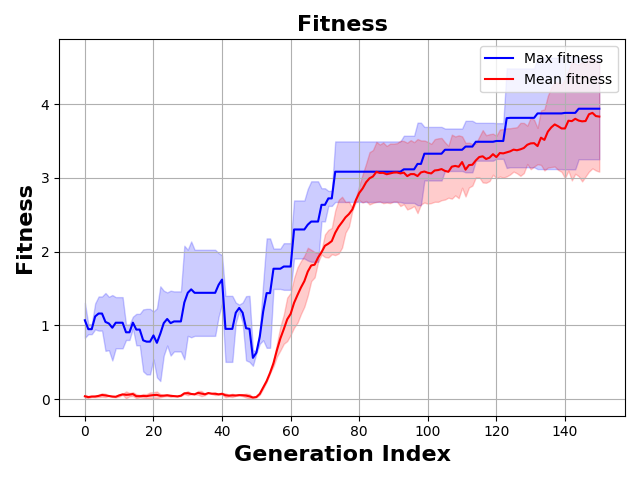 Fitness
Max fitness
Mean fitness
Fitness
4
3
2
1
0
0 20 40 60 80 100 120 140
Generation Index